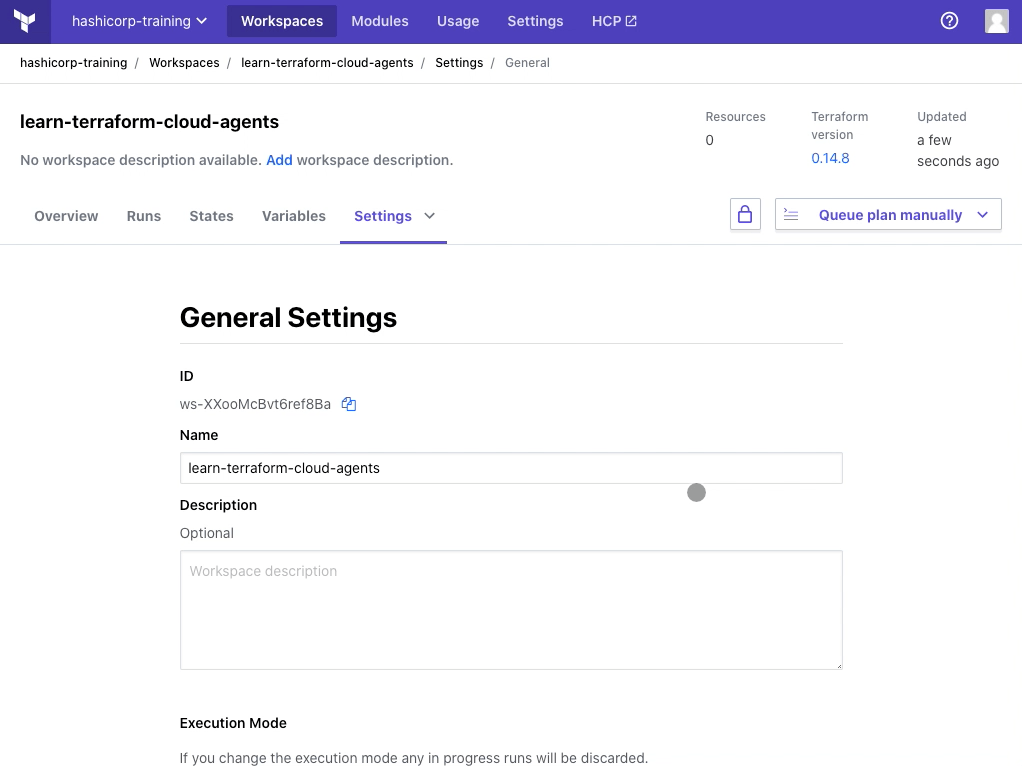 hashicorp-training Workspaces Modules Usage Settings HCP
hashicorp-training / Workspaces / learn-terraform-cloud-agents / Settings / General
learn-terraform-cloud-agents
No workspace description available. Add workspace description.
Resources
0
Terraform
version
0.14.8
Updated
a few
seconds ago
Overview Runs States Variables Settings
Queue plan manually
General Settings
ID
ws-XXooMcBvt6ref8Ba
Name
learn-terraform-cloud-agents
Description
Optional
Workspace description
Execution Mode
If you change the execution mode any in progress runs will be discarded.